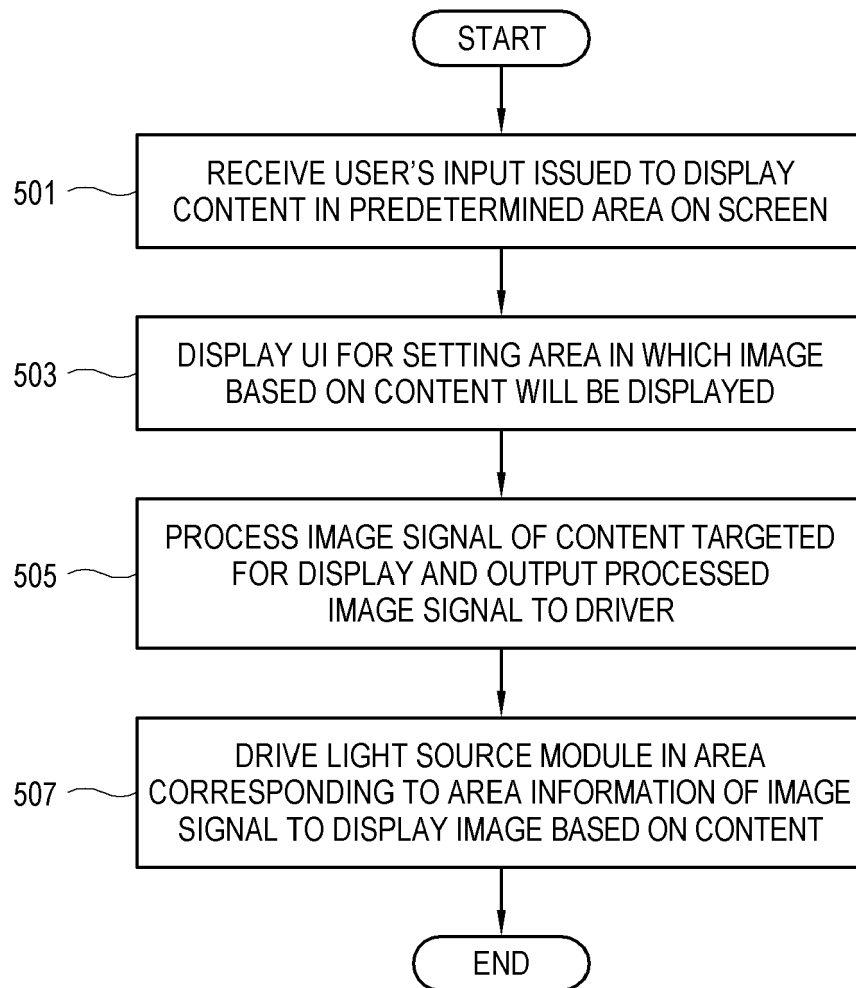 START
501
RECEIVE USER'S INPUT ISSUED TO DISPLAY
CONTENT IN PREDETERMINED AREA ON SCREEN
503
DISPLAY UI FOR SETTING AREA IN WHICH IMAGE
BASED ON CONTENT WILL BE DISPLAYED
505
PROCESS IMAGE SIGNAL OF CONTENT TARGETED
FOR DISPLAY AND OUTPUT PROCESSED
IMAGE SIGNAL TO DRIVER
507
DRIVE LIGHT SOURCE MODULE IN AREA
CORRESPONDING TO AREA INFORMATION OF IMAGE
SIGNAL TO DISPLAY IMAGE BASED ON CONTENT
END